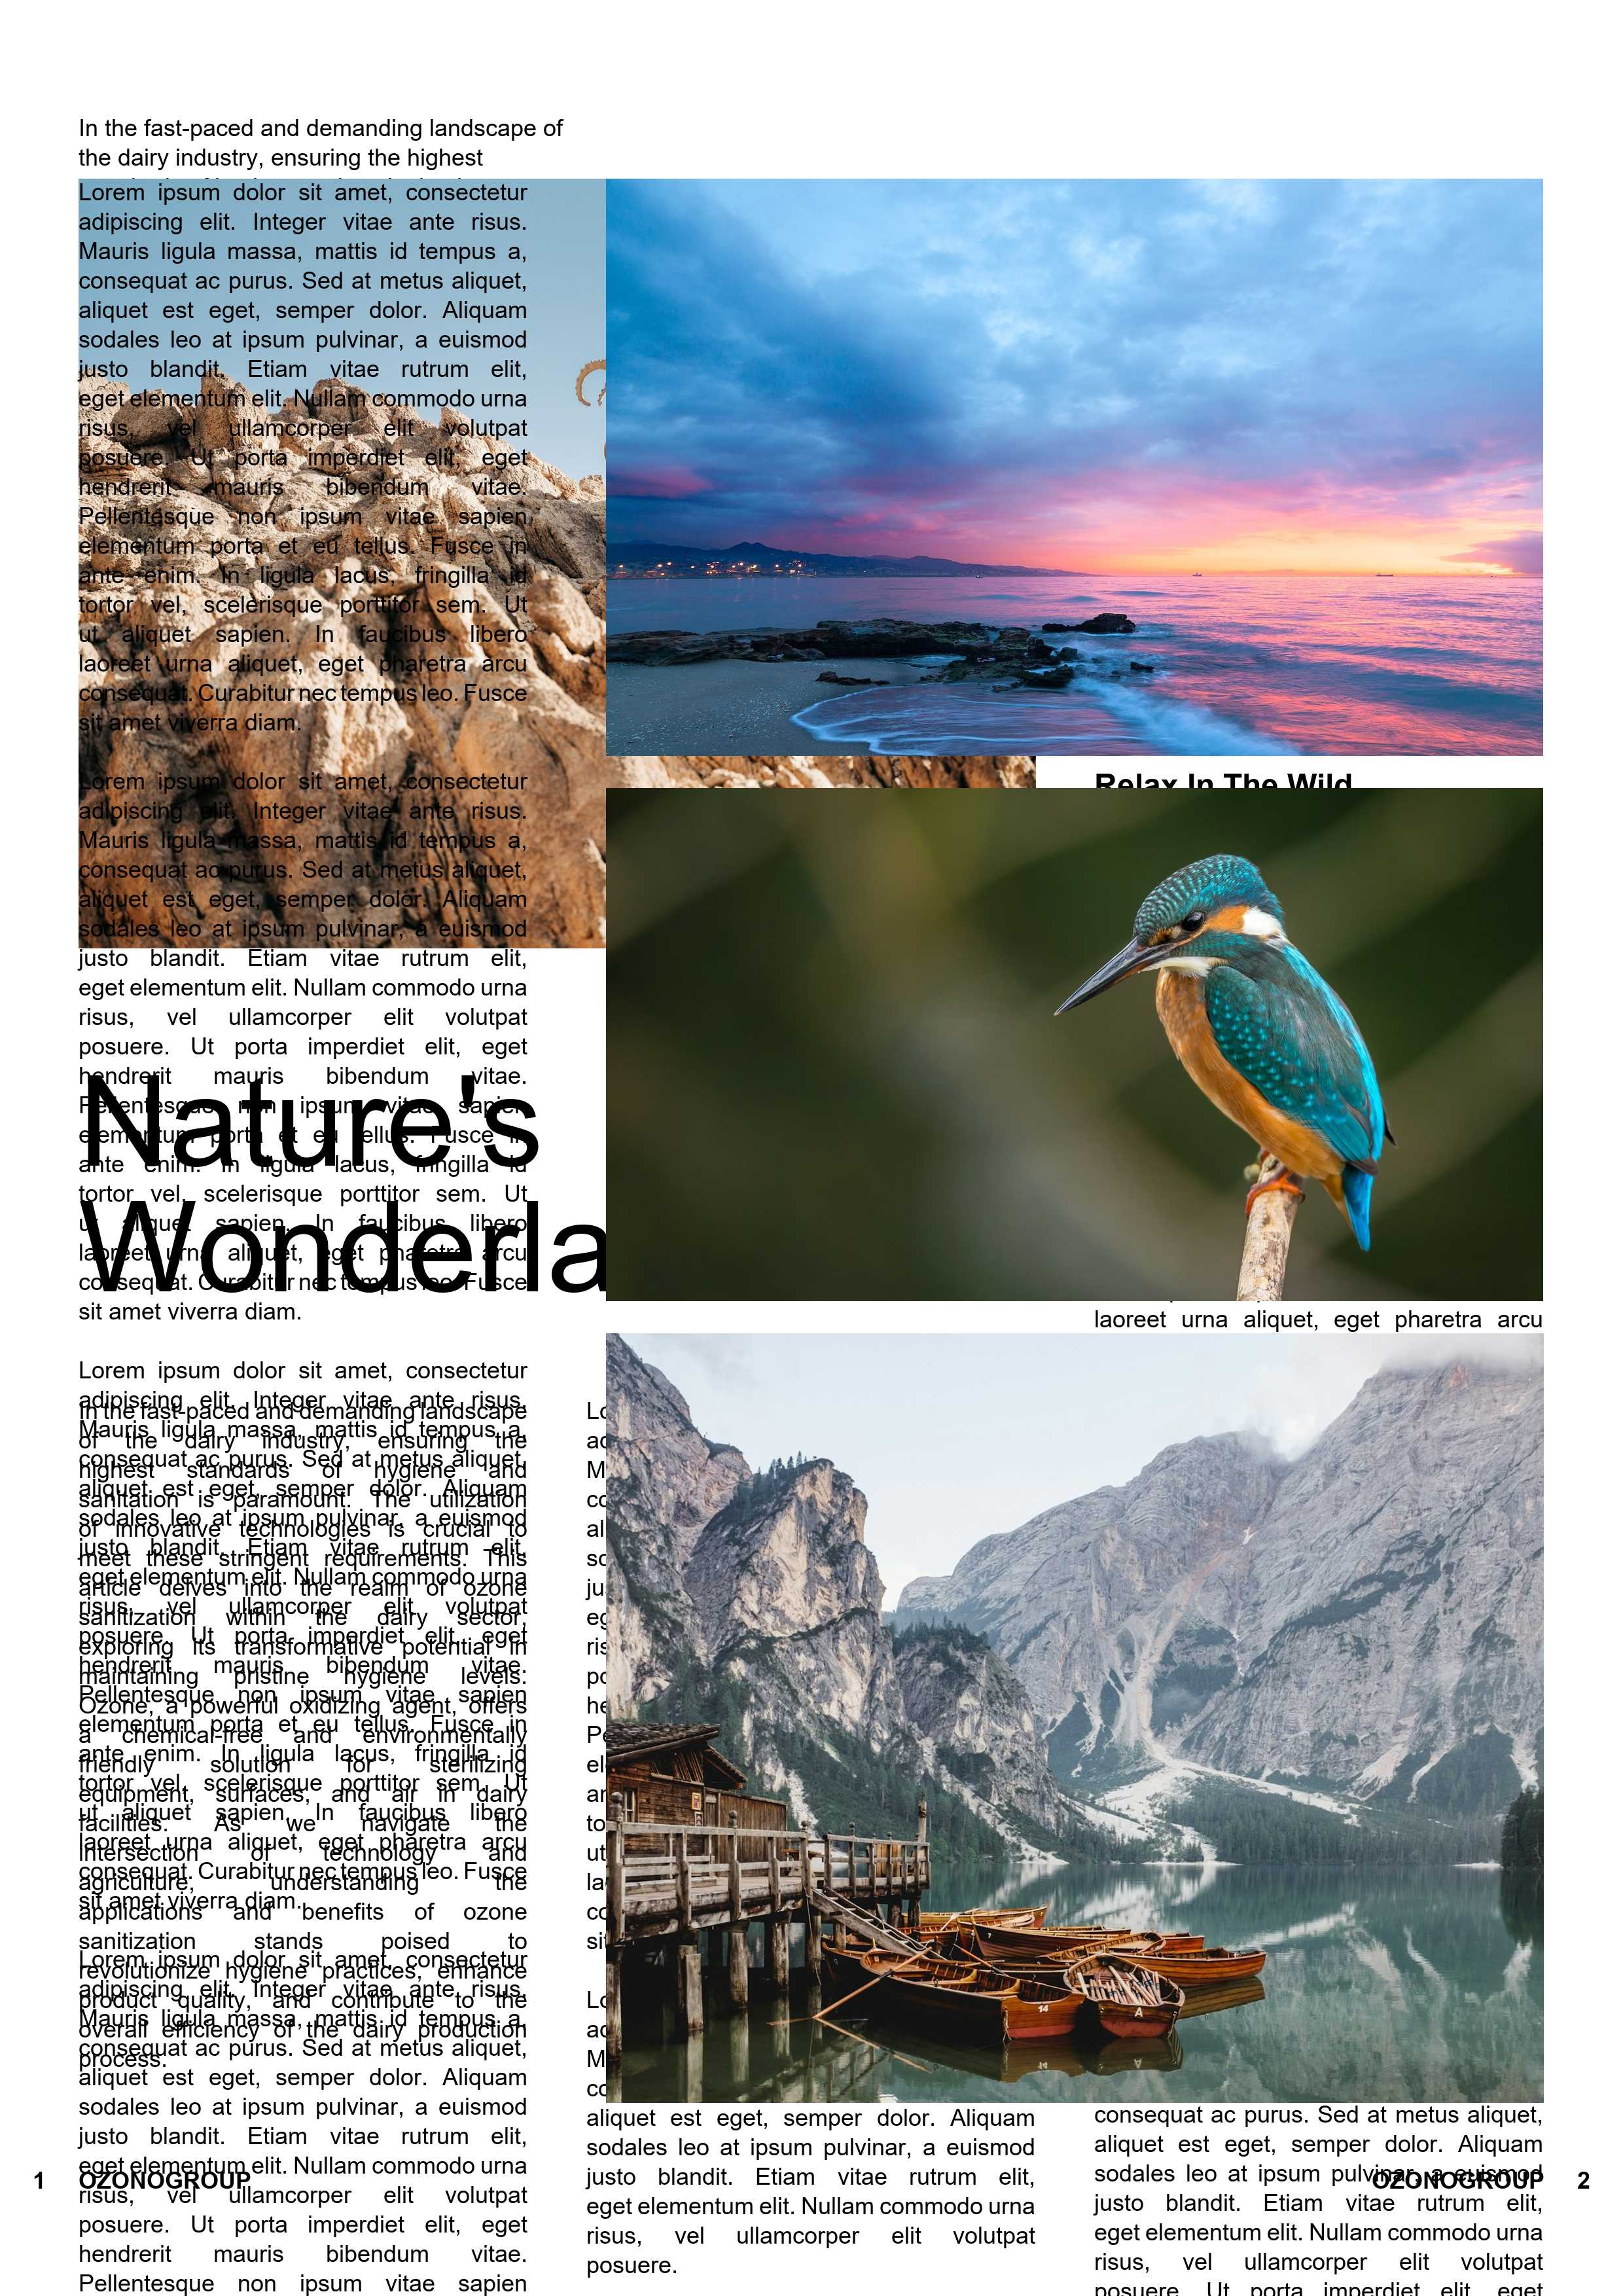 In the fast-paced and demanding landscape of
the dairy industry, ensuring the highest
Lorem ipsum dolor sit amet, consectetur
adipiscing elit. Integer vitae ante risus.
Mauris ligula massa, mattis id tempus a,
consequat ac purus. Sed at metus aliquet,
aliquet est eget, semper dolor. Aliquam
sodales leo at ipsum pulvinar, a euismod
justo blandit. Etiam vitae rutrum elit,
eget elementum elit. Nullam commodo urna
risus, vel ullamcorper elit volutpat
posuere. Ut porta imperdiet elit, eget
hendrerit mauris bibendum vitae.
Pellentesque non ipsum vitae sapien
elementum porta et eu tellus. Fusce in
ante enim. In ligula lacus, fringilla id
tortor vel, scelerisque porttitor sem. Ut
ut aliquet sapien. In faucibus libero
laoreet urna aliquet, eget pharetra arcu
consequat. Curabitur nec tempus leo. Fusce
sit amet viverra diam.
Lorem ipsum dolor sit amet, consectetur
adipiscing elit. Integer vitae ante risus.
Mauris ligula massa, mattis id tempus a,
consequat ac purus. Sed at metus aliquet,
aliquet est eget, semper dolor. Aliquam
sodales leo at ipsum pulvinar, a euismod
justo blandit. Etiam vitae rutrum elit,
eget elementum elit. Nullam commodo urna
risus, vel ullamcorper elit volutpat
posuere. Ut porta imperdiet elit, eget
hendrerit mauris bibendum vitae.
Pellentesque non ipsum vitae sapien
elementum porta et eu tellus. Fusce in
ante enim. In ligula lacus, fringilla id
tortor vel, scelerisque porttitor sem. Ut
ut aliquet sapien. In faucibus libero
laoreet urna aliquet, eget pharetra arcu
consequat. Curabitur nec tempus leo. Fusce
sit amet viverra diam.
Nature's
Wonderla
Lorem ipsum dolor sit amet, consectetur
adipiscing elit. Integer vitae ante risus.
Mauris ligula massa, mattis id tempus a,
consequat ac purus. Sed at metus aliquet,
aliquet est eget, semper dolor. Aliquam
sodales leo at ipsum pulvinar, a euismod
justo blandit. Etiam vitae rutrum elit,
eget elementum elit. Nullam commodo urna
risus, vel ullamcorper elit volutpat
posuere. Ut porta imperdiet elit, eget
hendrerit mauris bibendum vitae.
Pellentesque non ipsum vitae sapien
elementum porta et eu tellus. Fusce in
ante enim. In ligula lacus, fringilla id
tortor vel, scelerisque porttitor sem. Ut
ut aliquet sapien. In faucibus libero
laoreet urna aliquet, eget pharetra arcu
consequat. Curabitur nec tempus leo. Fusce
sit amet viverra diam.
Lorem ipsum dolor sit amet, consectetur
adipiscing elit. Integer vitae ante risus.
Mauris ligula massa, mattis id tempus a,
consequat ac purus. Sed at metus aliquet,
aliquet est eget, semper dolor. Aliquam
sodales leo at ipsum pulvinar, a euismod
justo blandit. Etiam vitae rutrum elit,
eget elementum elit. Nullam commodo urna
risus, vel ullamcorper elit volutpat
posuere. Ut porta imperdiet elit, eget
hendrerit mauris bibendum vitae.
Pellentesque non ipsum vitae sapien
In the fast-paced and demanding landscape
of the dairy industry, ensuring the
highest standards of hygiene and
sanitation is paramount. The utilization
of innovative technologies is crucial to
meet these stringent requirements. This
article delves into the realm of ozone
sanitization within the dairy sector,
exploring its transformative potential in
maintaining pristine hygiene levels.
Ozone, a powerful oxidizing agent, offers
a chemical-free and environmentally
friendly solution for sterilizing
equipment, surfaces, and air in dairy
facilities. As we navigate the
intersection of technology and
agriculture, understanding the
applications and benefits of ozone
sanitization stands poised to
revolutionize hygiene practices, enhance
product quality, and contribute to the
overall efficiency of the dairy production
process.
aliquet est eget, semper dolor. Aliquam
sodales leo at ipsum pulvinar, a euismod
justo blandit. Etiam vitae rutrum elit,
eget elementum elit. Nullam commodo urna
risus, vel ullamcorper elit volutpat
posuere.
Relax In The Wild
laoreet urna aliquet, eget pharetra arcu
14
A
consequat ac purus. Sed at metus aliquet,
aliquet est eget, semper dolor. Aliquam
sodales leo at ipsum pulvinar, a euismod
justo blandit. Etiam vitae rutrum elit,
eget elementum elit. Nullam commodo urna
risus, vel ullamcorper elit volutpat
posuere. Ut porta imperdiet elit, eget
1 OZONOGROUP
OZONOGROUP 2